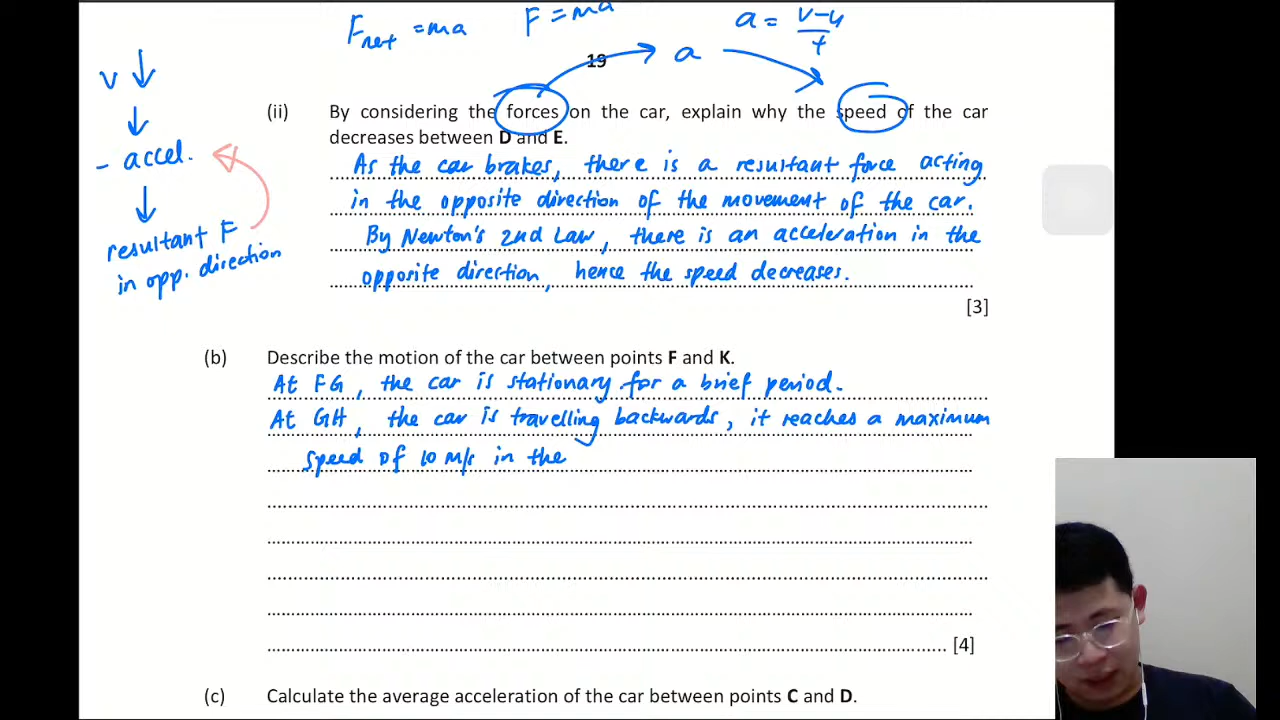 Fnet = ma
F = ma
a = v-u / t
19
a
v ↓
↓
- accel.
↓
resultant F
in opp. direction
(ii) By considering the forces on the car, explain why the speed of the car
decreases between D and E.
As the car brakes, there is a resultant force acting
in the opposite direction of the movement of the car.
By Newton's 2nd Law, there is an acceleration in the
opposite direction, hence the speed decreases.
[3]
(b) Describe the motion of the car between points F and K.
At FG, the car is stationary for a brief period.
At GH, the car is travelling backwards, it reaches a maximum
speed of 10 m/s in the
[4]
(c) Calculate the average acceleration of the car between points C and D.